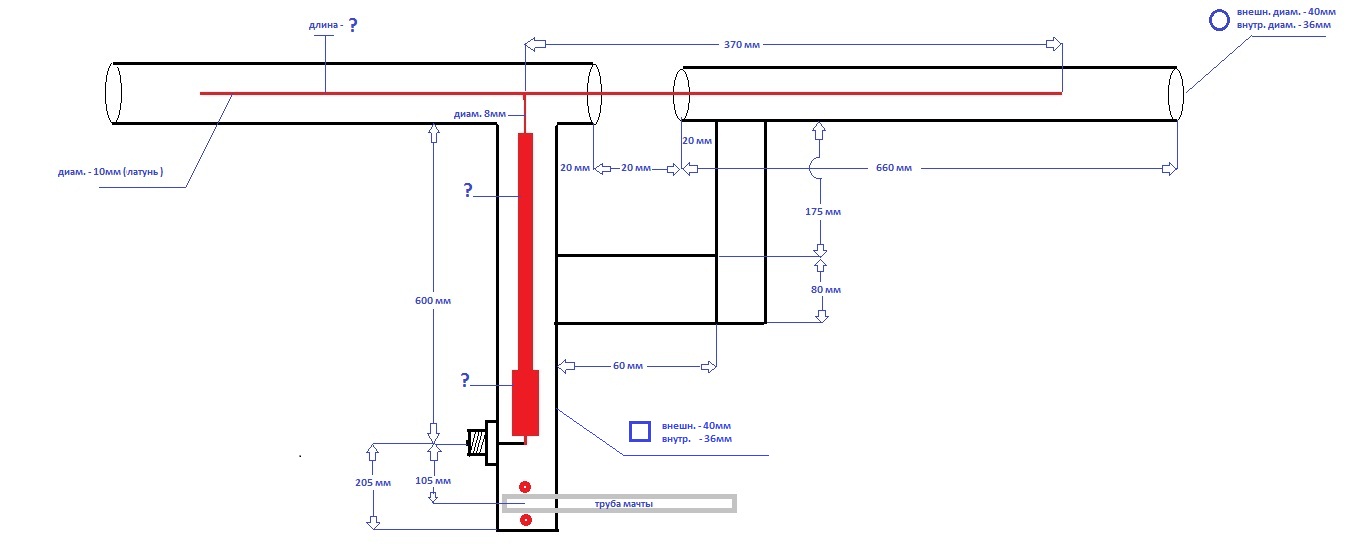 внешн. диам. - 40мм
внутр. диам. - 36мм
длина - ?
370 мм
диам. 8мм
20 мм
20 мм
20 мм
660 мм
диам. - 10мм (латунь)
?
175 мм
80 мм
600 мм
60 мм
?
внешн. - 40мм
внутр. - 36мм
205 мм
105 мм
труба мачты